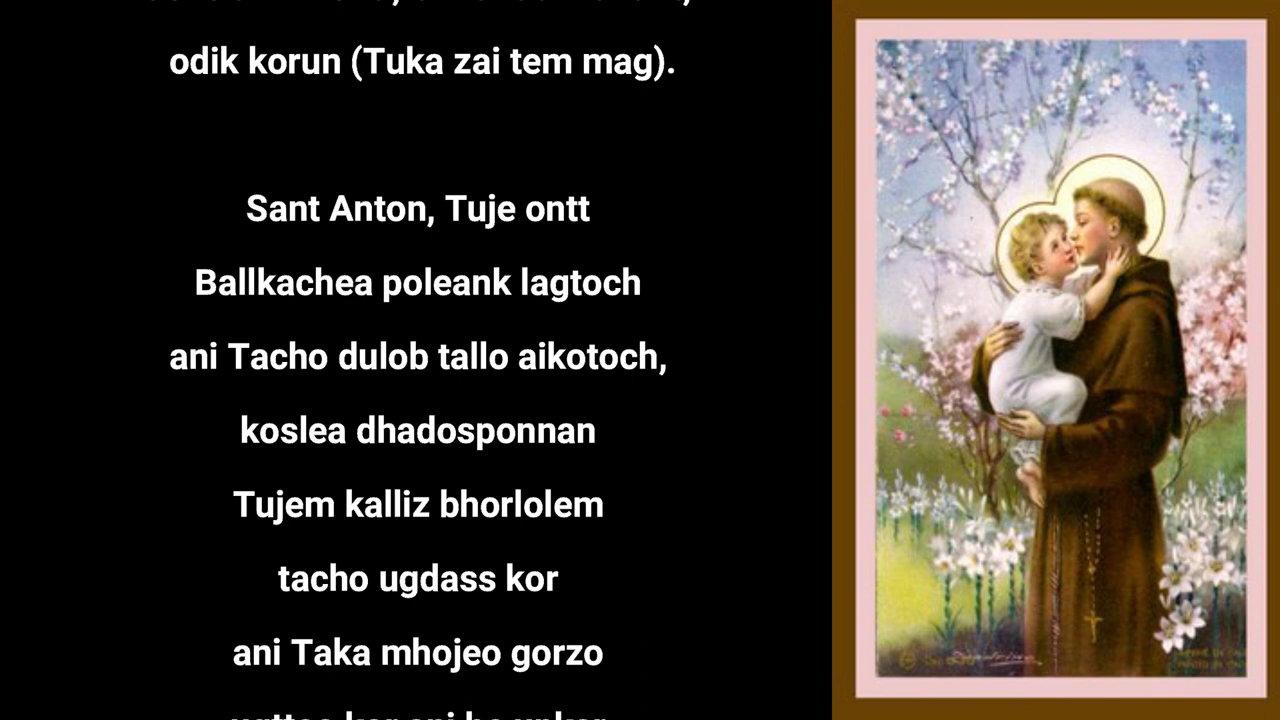 odik korun (Tuka zai tem mag).
Sant Anton, Tuje ontt
Ballkachea poleank lagtoch
ani Tacho dulob tallo aikotoch,
koslea dhadosponnan
Tujem kalliz bhorlolem
tacho ugdass kor
ani Taka mhojeo gorzo